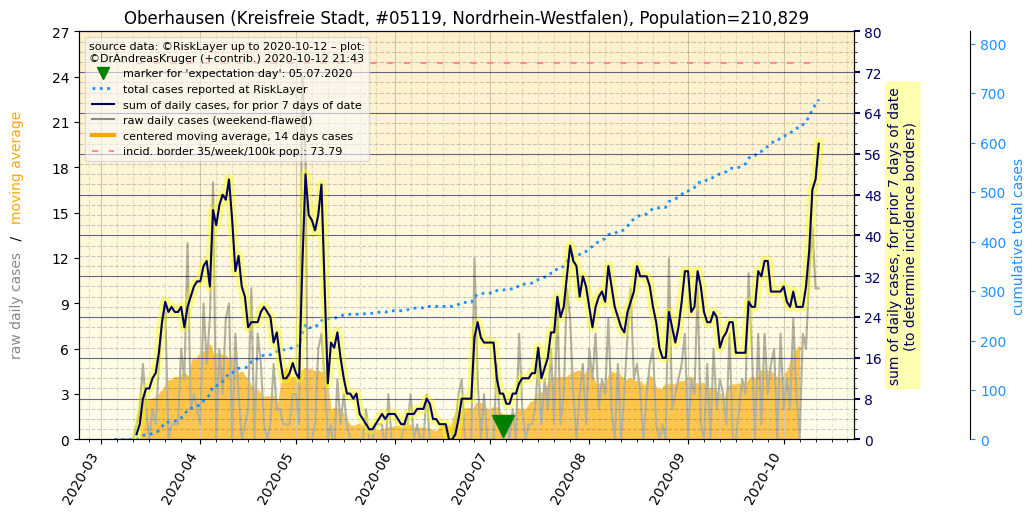 Oberhausen (Kreisfreie Stadt, #05119, Nordrhein-Westfalen), Population=210,829
source data: ©RiskLayer up to 2020-10-12 – plot:
©DrAndreasKruger (+contrib.) 2020-10-12 21:43
marker for 'expectation day': 05.07.2020
total cases reported at RiskLayer
sum of daily cases, for prior 7 days of date
raw daily cases (weekend-flawed)
centered moving average, 14 days cases
incid. border 35/week/100k pop.: 73.79
raw daily cases / moving average
27
24
21
18
15
12
9
6
3
0
80
72
64
56
48
40
32
24
16
8
0
sum of daily cases, for prior 7 days of date
(to determine incidence borders)
800
700
600
500
400
300
200
100
0
cumulative total cases
2020-03
2020-04
2020-05
2020-06
2020-07
2020-08
2020-09
2020-10